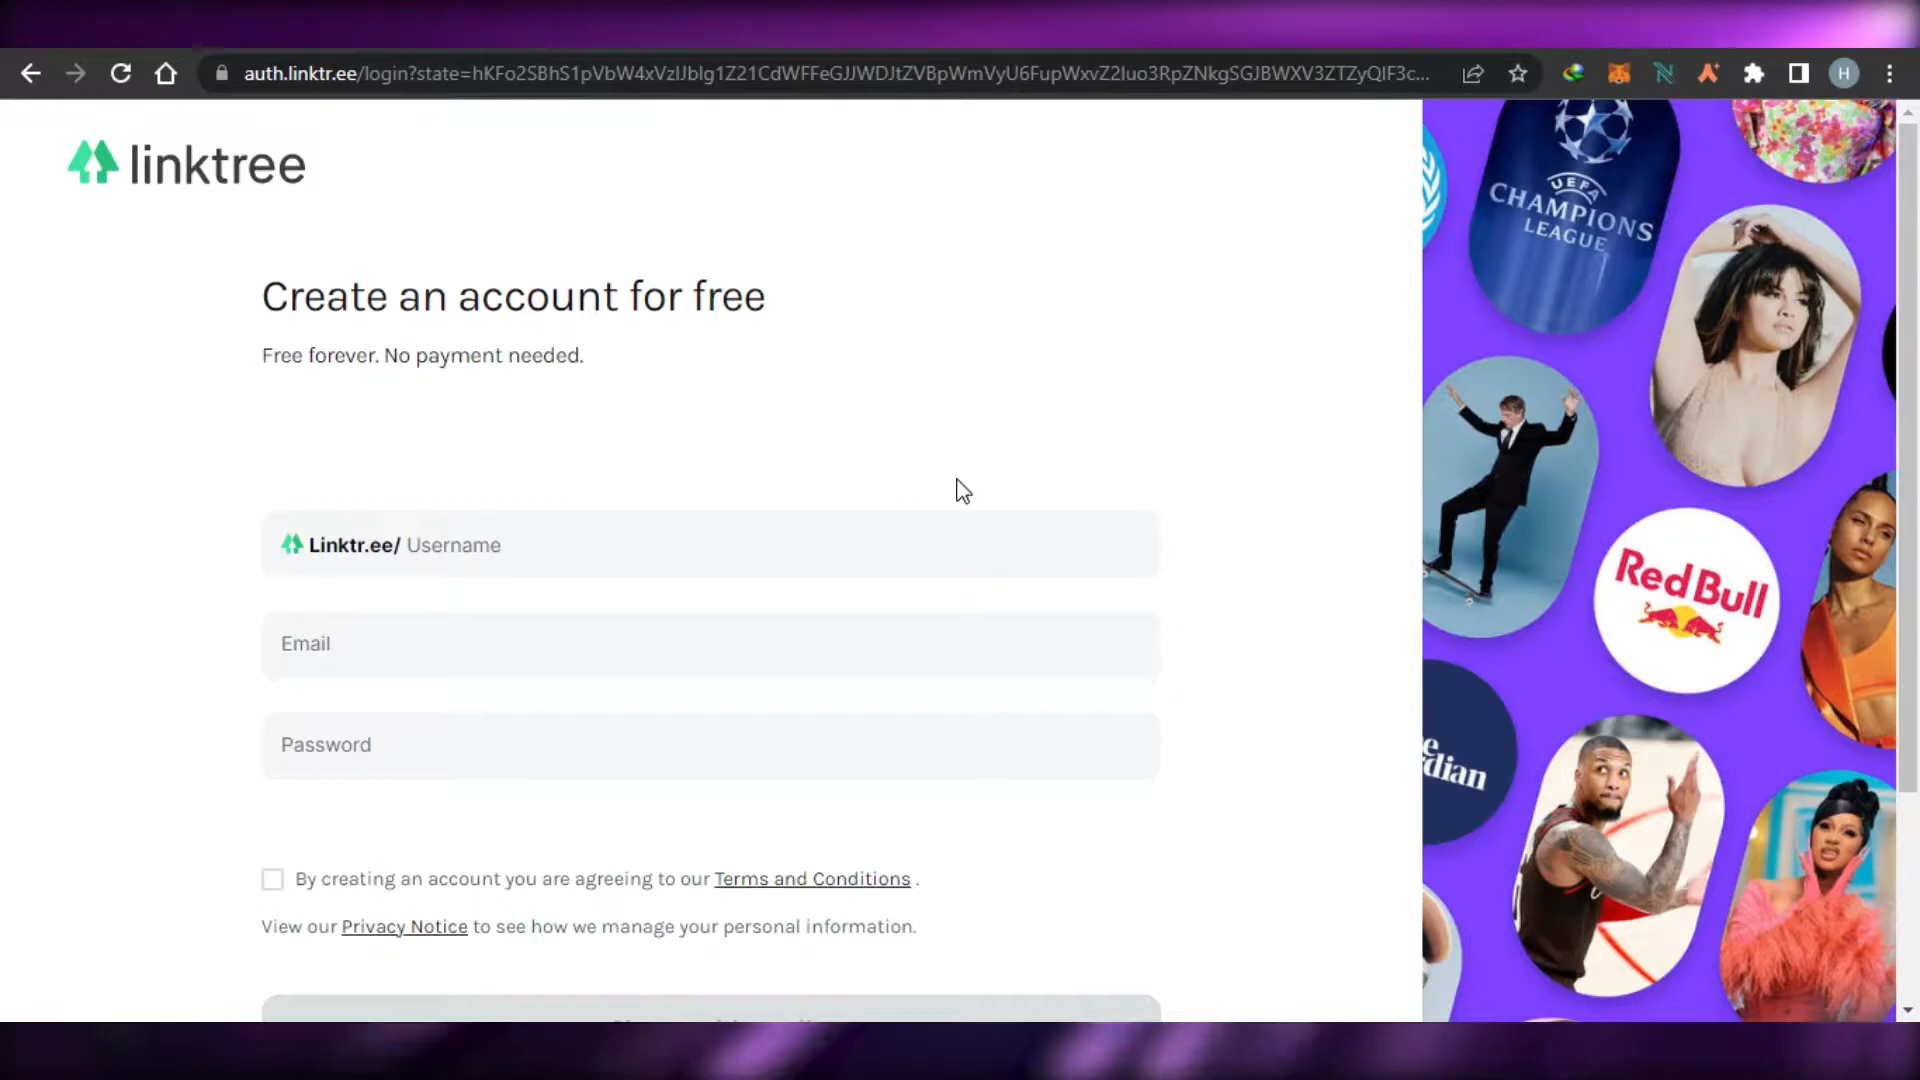 auth.linktr.ee/login?state=
H
linktree
Create an account for free
Free forever. No payment needed.
Linktr.ee/ Username
Email
Password
By creating an account you are agreeing to our Terms and Conditions .
View our Privacy Notice to see how we manage your personal information.
UEFA
CHAMPIONS
LEAGUE
Red Bull
dian